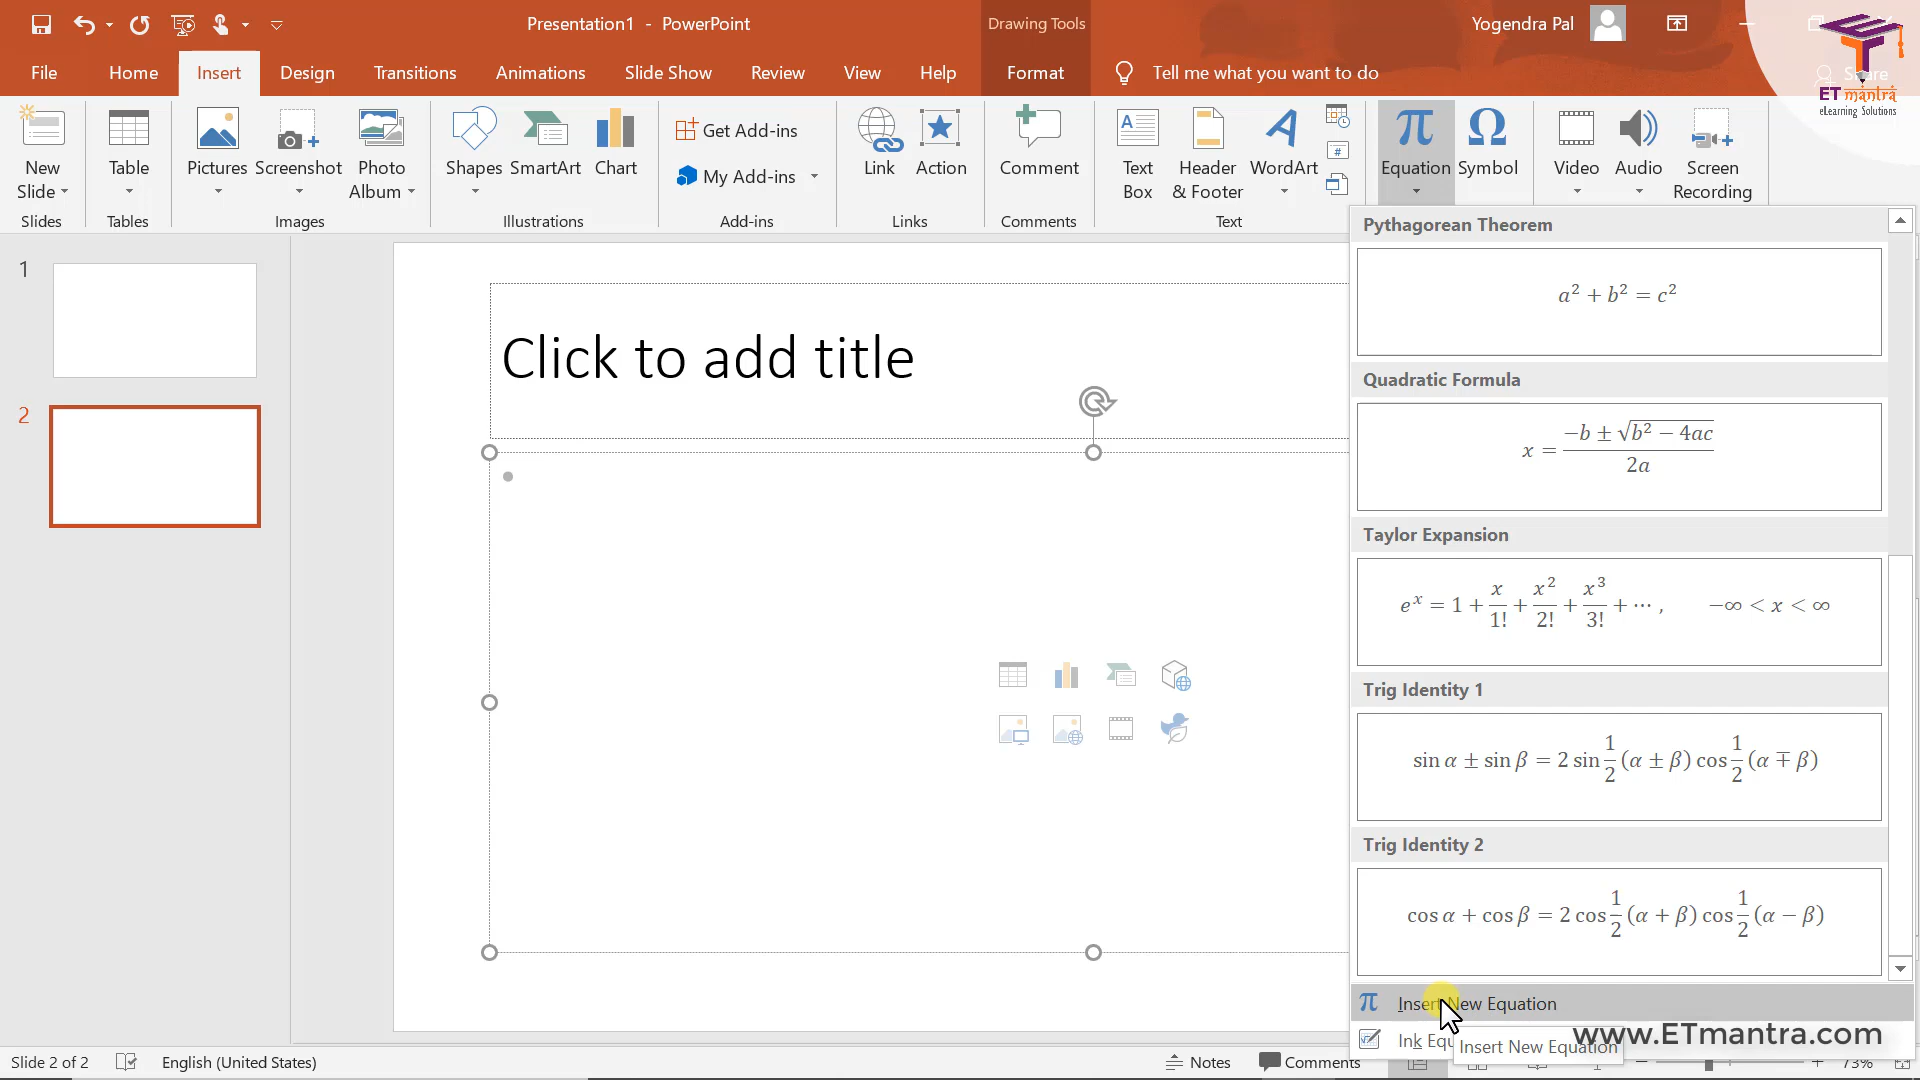 Presentation1 - PowerPoint
Drawing Tools
Yogendra Pal
File Home Insert Design Transitions Animations Slide Show Review View Help Format Tell me what you want to do Share
ET mantra
eLearning Solutions
New Slide
Table
Pictures
Screenshot
Photo Album
Shapes
SmartArt
Chart
Get Add-ins
My Add-ins
Link
Action
Comment
Text Box
Header & Footer
WordArt
Equation
Symbol
Video
Audio
Screen Recording
Slides Tables Images Illustrations Add-ins Links Comments Text
1
2
Click to add title
Pythagorean Theorem
a² + b² = c²
Quadratic Formula
x = (−b ± √(b² − 4ac)) / 2a
Taylor Expansion
eˣ = 1 + x/1! + x²/2! + x³/3! + ⋯ , −∞ < x < ∞
Trig Identity 1
sin α ± sin β = 2 sin 1/2 (α ± β) cos 1/2 (α ∓ β)
Trig Identity 2
cos α + cos β = 2 cos 1/2 (α + β) cos 1/2 (α − β)
Insert New Equation
Ink Equ
Insert New Equation
www.ETmantra.com
Slide 2 of 2 English (United States) Notes Comments 73%